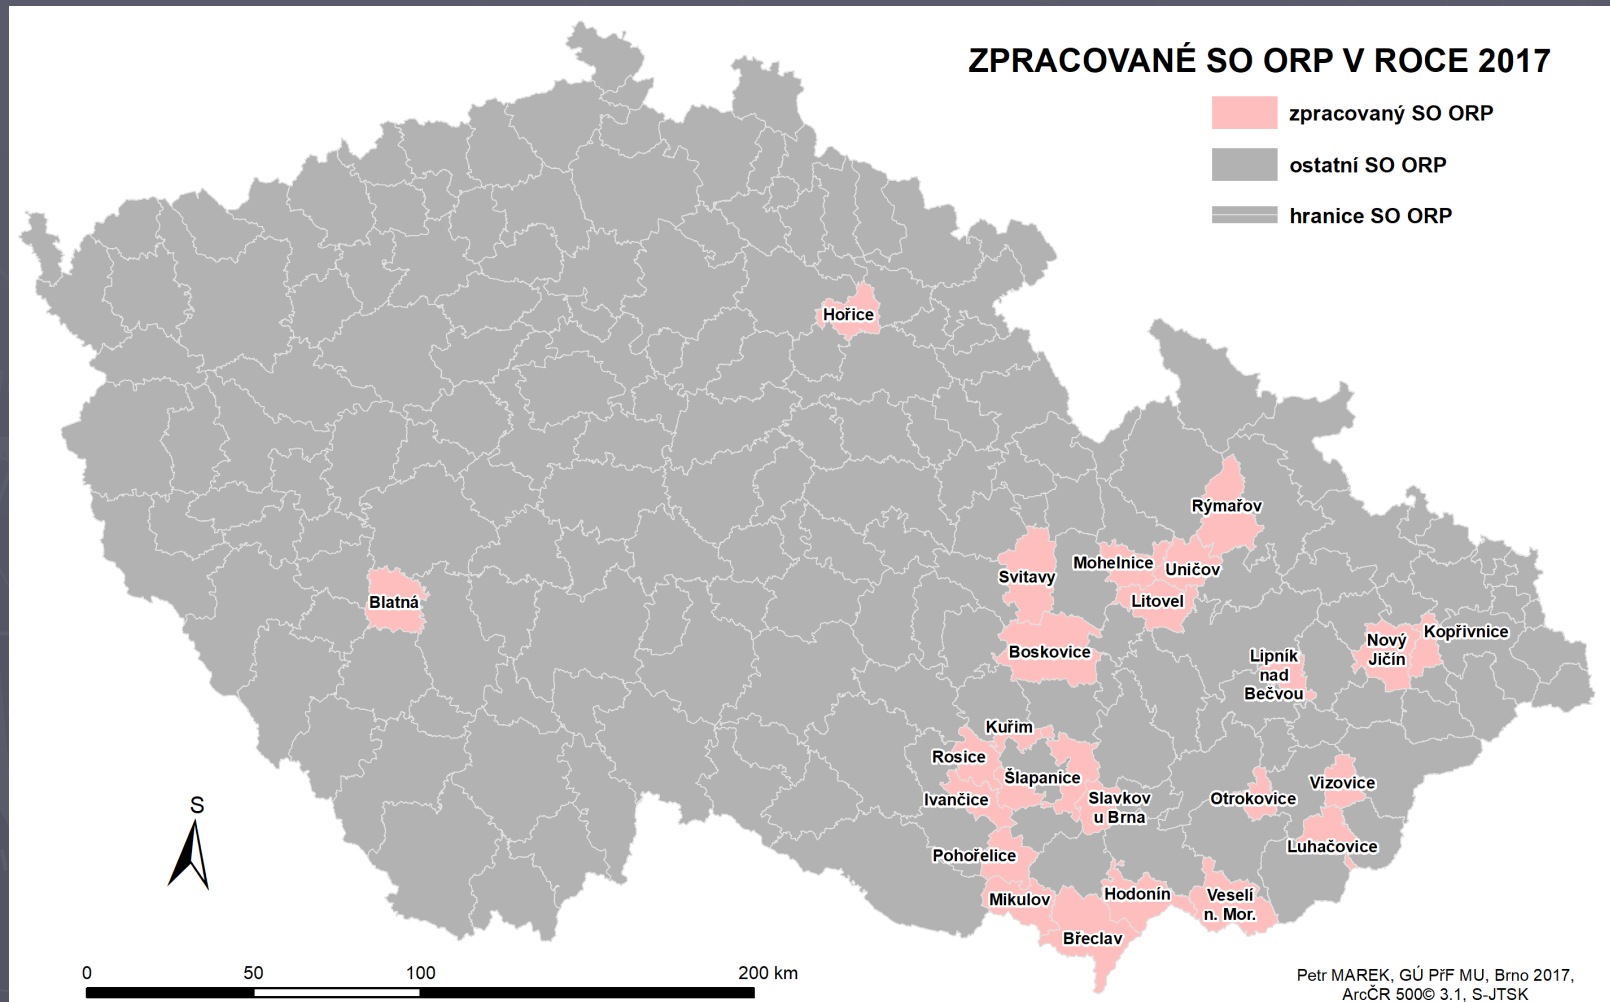 ZPRACOVANÉ SO ORP V ROCE 2017
zpracovaný SO ORP
ostatní SO ORP
hranice SO ORP
Hořice
Rýmařov
Mohelnice
Uničov
Svitavy
Litovel
Blatná
Boskovice
Kopřivnice
Nový
Jičín
Lipník
nad
Bečvou
Kuřim
Rosice
Šlapanice
Ivančice
Slavkov
u Brna
Otrokovice
Vizovice
Luhačovice
Pohořelice
Mikulov
Hodonín
Veselí
n. Mor.
Břeclav
S
0 50 100 200 km
Petr MAREK, GÚ PřF MU, Brno 2017,
ArcČR 500© 3.1, S-JTSK